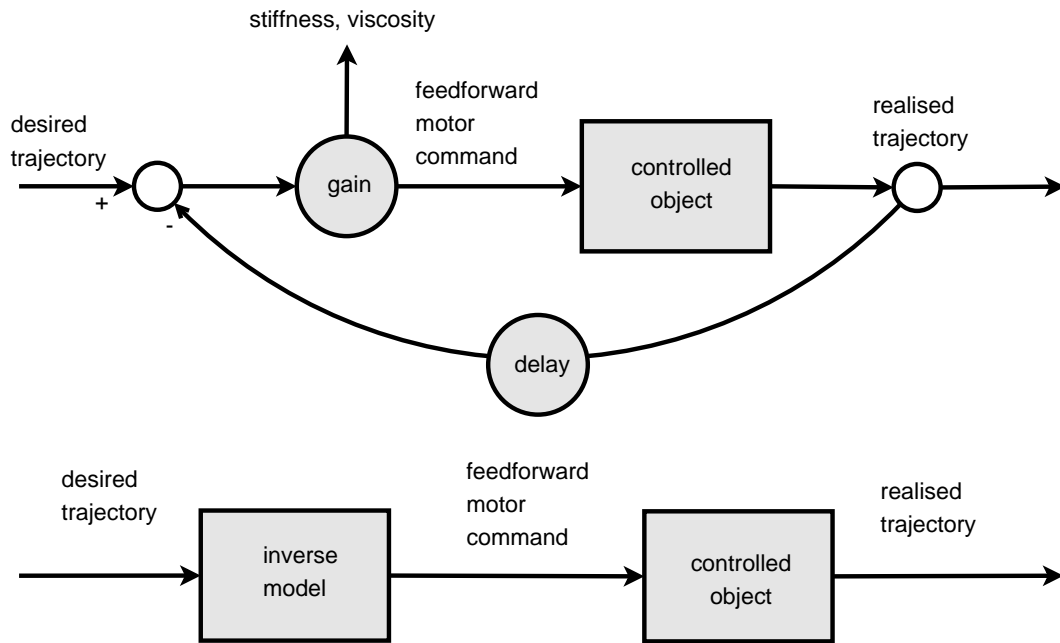 stiffness, viscosity
desired
trajectory
+
-
gain
feedforward
motor
command
controlled
object
realised
trajectory
delay
desired
trajectory
inverse
model
feedforward
motor
command
controlled
object
realised
trajectory